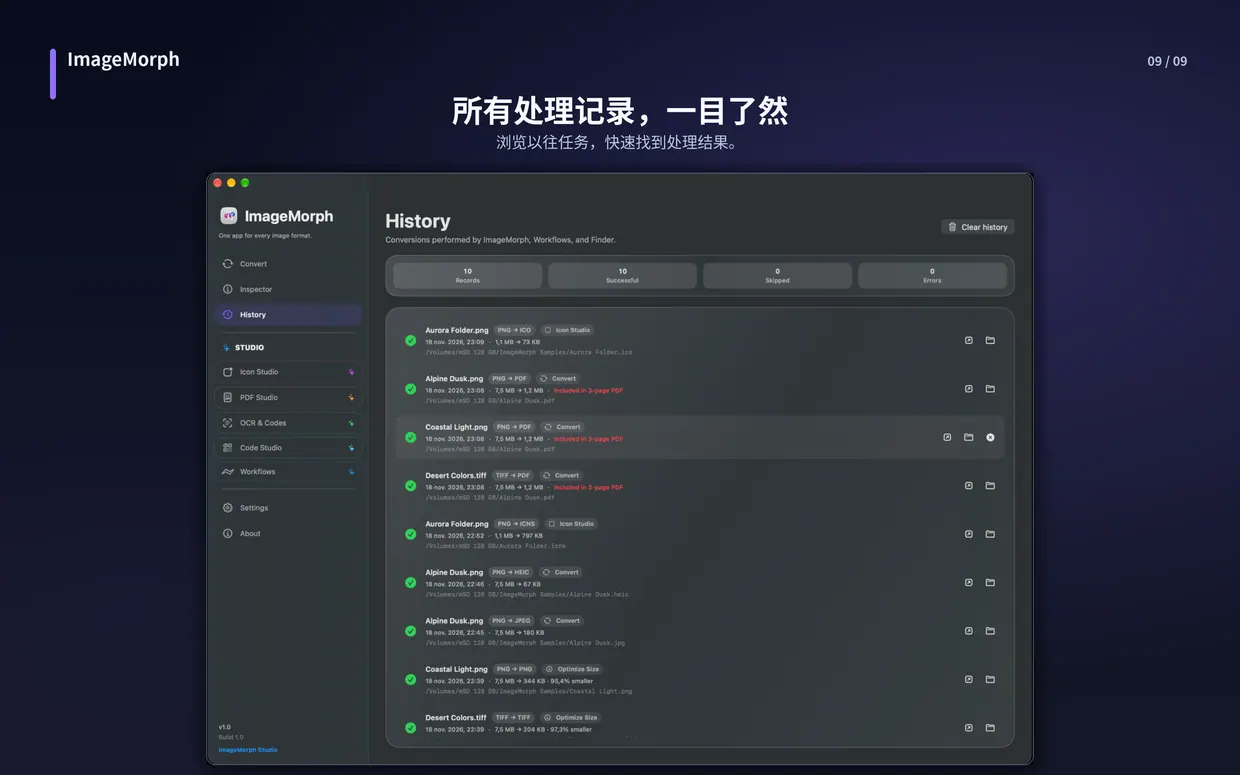 ImageMorph
09 / 09
所有处理记录，一目了然
浏览以往任务，快速找到处理结果。
ImageMorph
One app for every image format.
Convert
Inspector
History
STUDIO
Icon Studio
PDF Studio
OCR & Codes
Code Studio
Workflows
Settings
About
v1.0
Build 1.0
ImageMorph Studio
History
Conversions performed by ImageMorph, Workflows, and Finder.
Clear history
10
Records
10
Successful
0
Skipped
0
Errors
Aurora Folder.png PNG → ICO Icon Studio
18 nov. 2026, 23:09 · 1,1 MB → 73 KB
/Volumes/mSD 128 GB/ImageMorph Samples/Aurora Folder.ico
Alpine Dusk.png PNG → PDF Convert
18 nov. 2026, 23:08 · 7,5 MB → 1,2 MB · Included in 3-page PDF
/Volumes/mSD 128 GB/Alpine Dusk.pdf
Coastal Light.png PNG → PDF Convert
18 nov. 2026, 23:08 · 7,5 MB → 1,2 MB · Included in 3-page PDF
/Volumes/mSD 128 GB/Alpine Dusk.pdf
Desert Colors.tiff TIFF → PDF Convert
18 nov. 2026, 23:08 · 7,5 MB → 1,2 MB · Included in 3-page PDF
/Volumes/mSD 128 GB/Alpine Dusk.pdf
Aurora Folder.png PNG → ICNS Icon Studio
18 nov. 2026, 22:52 · 1,1 MB → 797 KB
/Volumes/mSD 128 GB/Aurora Folder.icns
Alpine Dusk.png PNG → HEIC Convert
18 nov. 2026, 22:46 · 7,5 MB → 67 KB
/Volumes/mSD 128 GB/ImageMorph Samples/Alpine Dusk.heic
Alpine Dusk.png PNG → JPEG Convert
18 nov. 2026, 22:45 · 7,5 MB → 180 KB
/Volumes/mSD 128 GB/ImageMorph Samples/Alpine Dusk.jpg
Coastal Light.png PNG → PNG Optimize Size
18 nov. 2026, 22:39 · 7,5 MB → 344 KB · 95,4% smaller
/Volumes/mSD 128 GB/ImageMorph Samples/Coastal Light.png
Desert Colors.tiff TIFF → TIFF Optimize Size
18 nov. 2026, 22:39 · 7,5 MB → 204 KB · 97,3% smaller